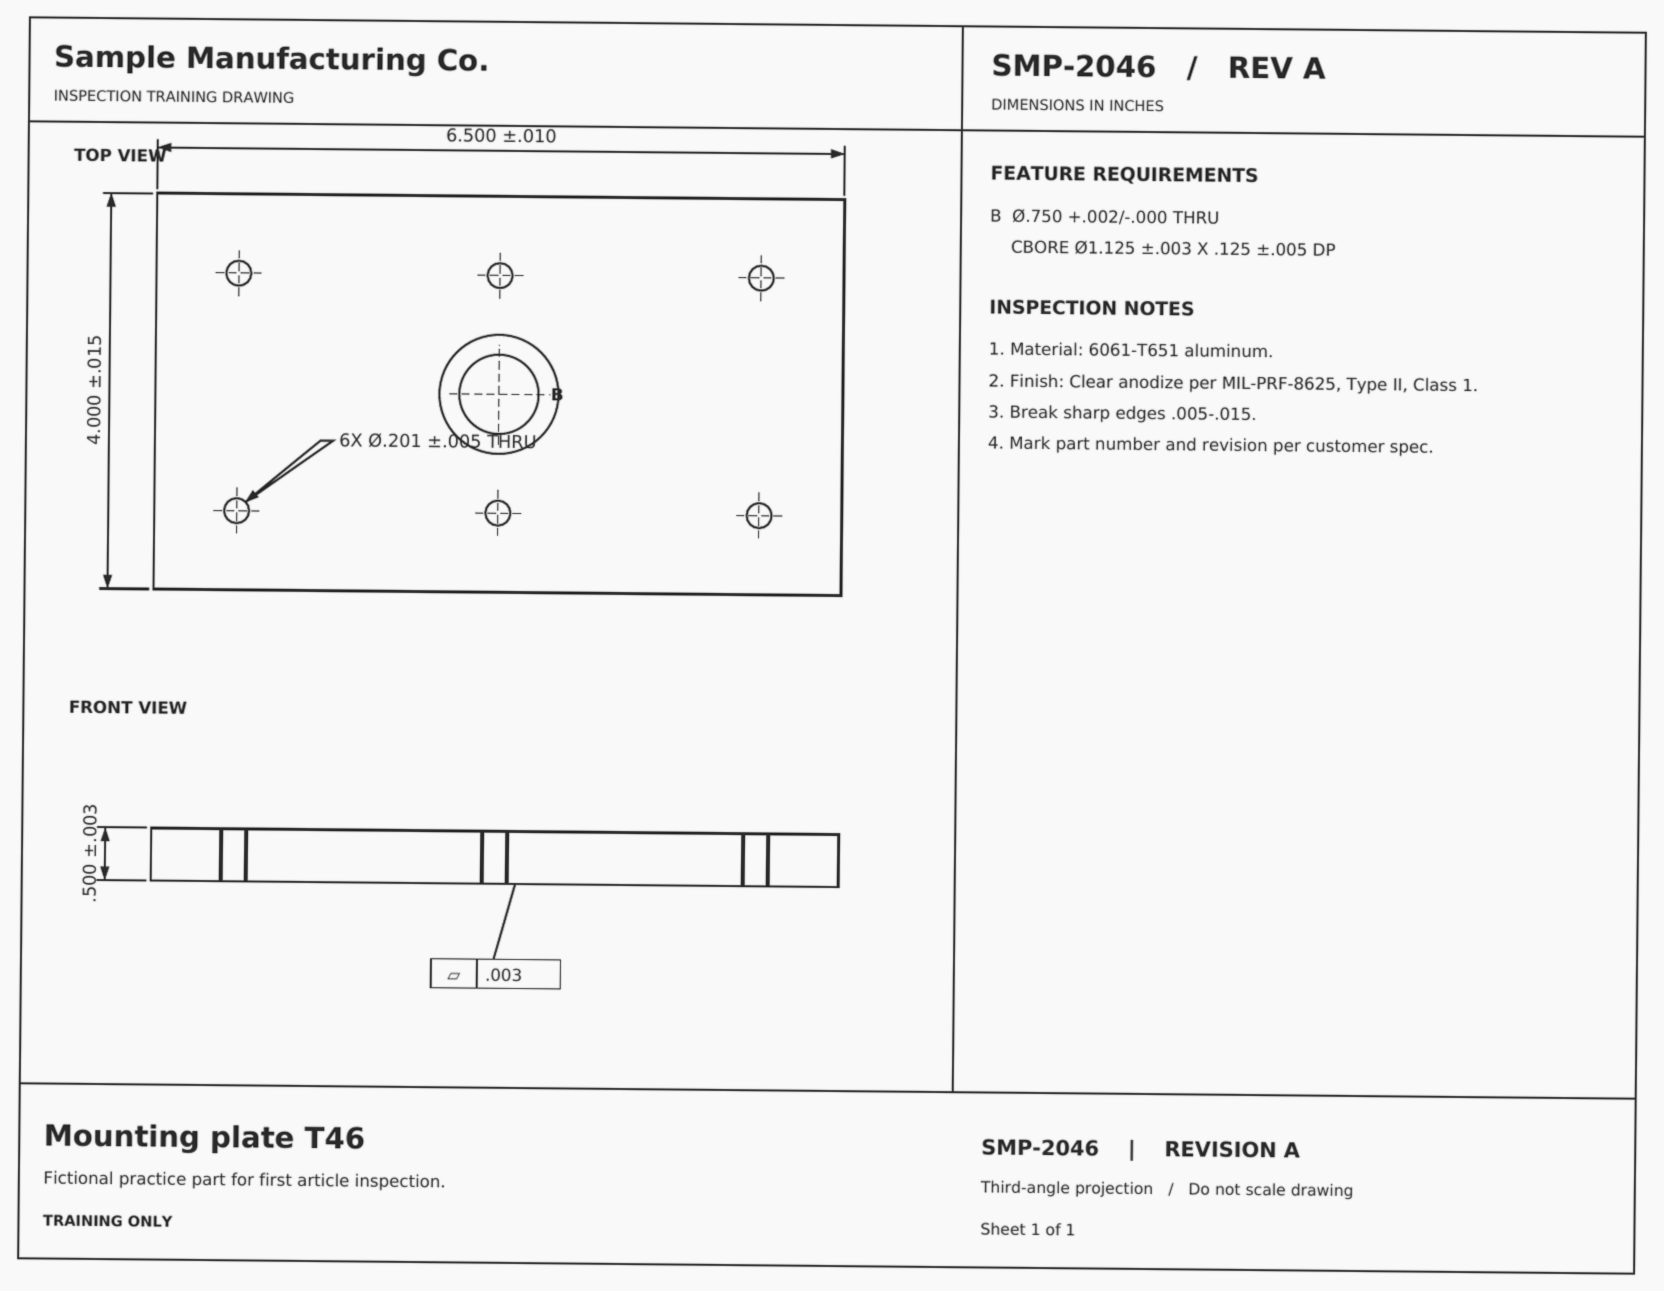 Sample Manufacturing Co.
INSPECTION TRAINING DRAWING
SMP-2046 / REV A
DIMENSIONS IN INCHES
TOP VIEW
6.500 ±.010
4.000 ±.015
B
6X Ø.201 ±.005 THRU
FRONT VIEW
.500 ±.003
⏥ .003
FEATURE REQUIREMENTS
B Ø.750 +.002/-.000 THRU
CBORE Ø1.125 ±.003 X .125 ±.005 DP
INSPECTION NOTES
1. Material: 6061-T651 aluminum.
2. Finish: Clear anodize per MIL-PRF-8625, Type II, Class 1.
3. Break sharp edges .005-.015.
4. Mark part number and revision per customer spec.
Mounting plate T46
Fictional practice part for first article inspection.
TRAINING ONLY
SMP-2046 | REVISION A
Third-angle projection / Do not scale drawing
Sheet 1 of 1